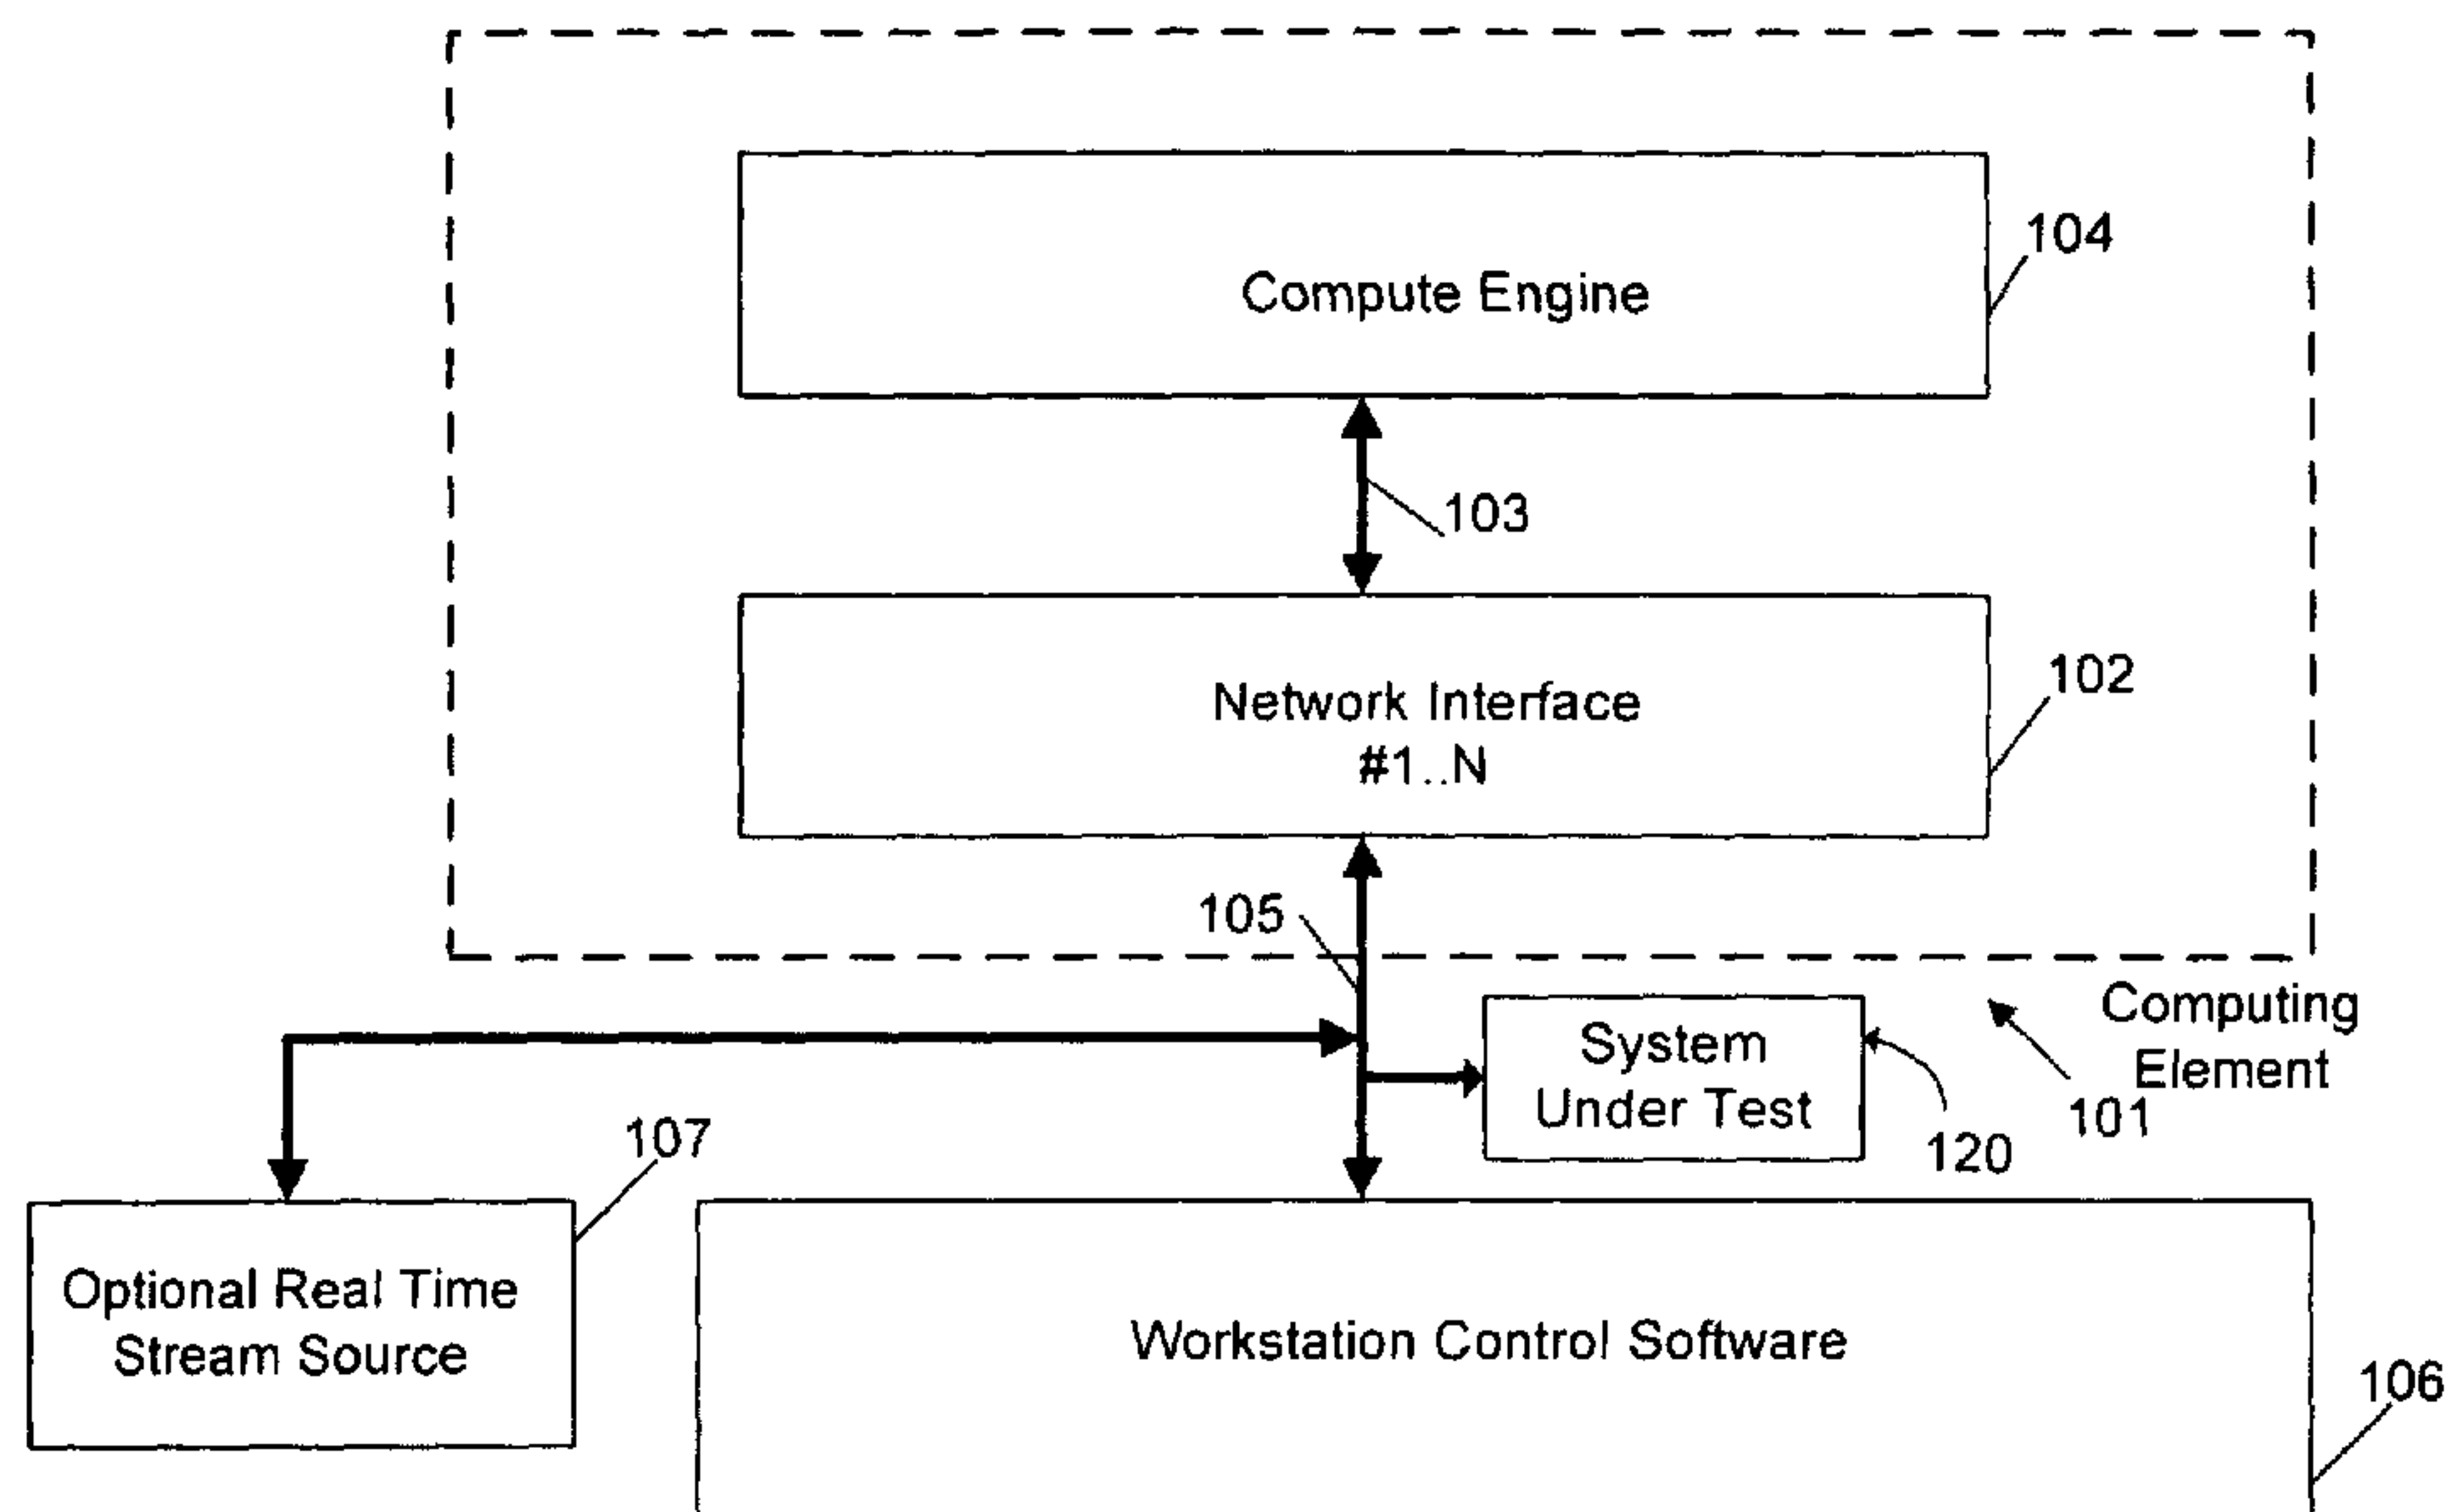 104
Compute Engine
103
102
Network Interface
#1..N
105
Computing
Element
101
System
Under Test
120
107
Optional Real Time
Stream Source
Workstation Control Software
106